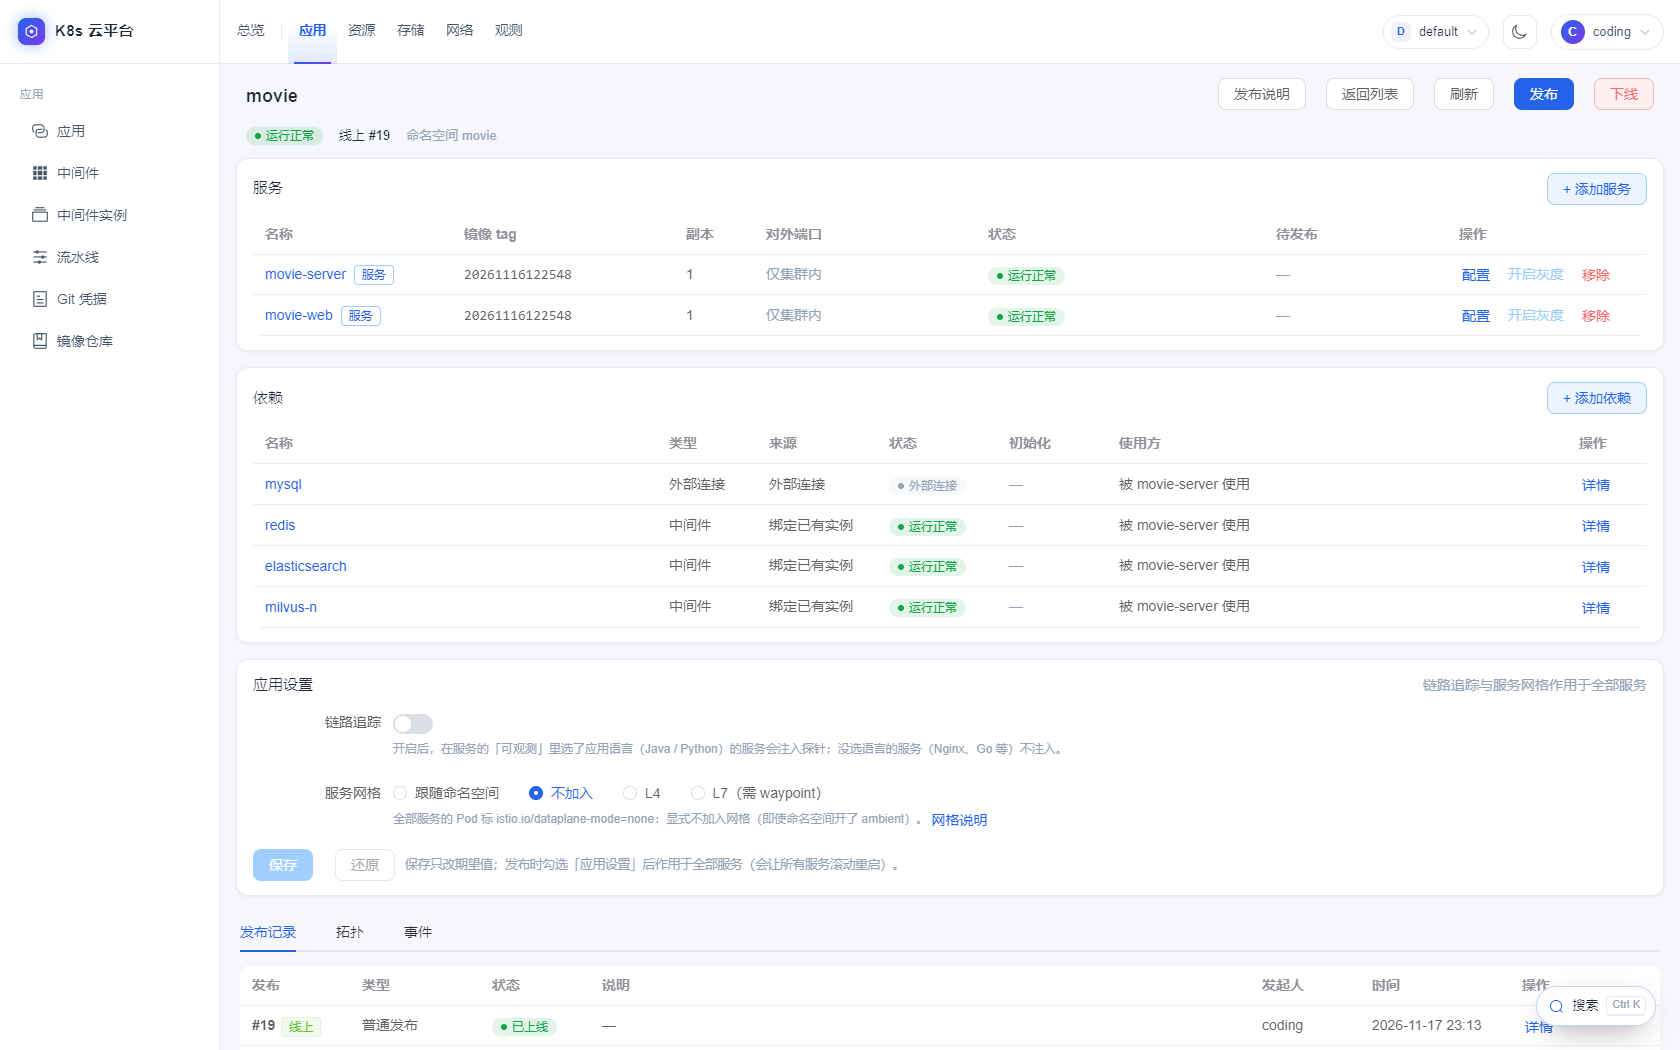 K8s 云平台
总览 应用 资源 存储 网络 观测
D default
C coding
应用
应用
中间件
中间件实例
流水线
Git 凭据
镜像仓库
movie
发布说明 返回列表 刷新 发布 下线
运行正常 线上 #19 命名空间 movie
服务
+ 添加服务
名称 镜像 tag 副本 对外端口 状态 待发布 操作
movie-server 服务 20261116122548 1 仅集群内 运行正常 — 配置 开启灰度 移除
movie-web 服务 20261116122548 1 仅集群内 运行正常 — 配置 开启灰度 移除
依赖
+ 添加依赖
名称 类型 来源 状态 初始化 使用方 操作
mysql 外部连接 外部连接 外部连接 — 被 movie-server 使用 详情
redis 中间件 绑定已有实例 运行正常 — 被 movie-server 使用 详情
elasticsearch 中间件 绑定已有实例 运行正常 — 被 movie-server 使用 详情
milvus-n 中间件 绑定已有实例 运行正常 — 被 movie-server 使用 详情
应用设置
链路追踪与服务网格作用于全部服务
链路追踪
开启后，在服务的「可观测」里选了应用语言（Java / Python）的服务会注入探针；没选语言的服务（Nginx、Go 等）不注入。
服务网格 跟随命名空间 不加入 L4 L7（需 waypoint）
全部服务的 Pod 标 istio.io/dataplane-mode=none：显式不加入网格（即使命名空间开了 ambient）。 网格说明
保存 还原 保存只改期望值；发布时勾选「应用设置」后作用于全部服务（会让所有服务滚动重启）。
发布记录 拓扑 事件
发布 类型 状态 说明 发起人 时间 操作
#19 线上 普通发布 已上线 — coding 2026-11-17 23:13 详情
搜索 Ctrl K